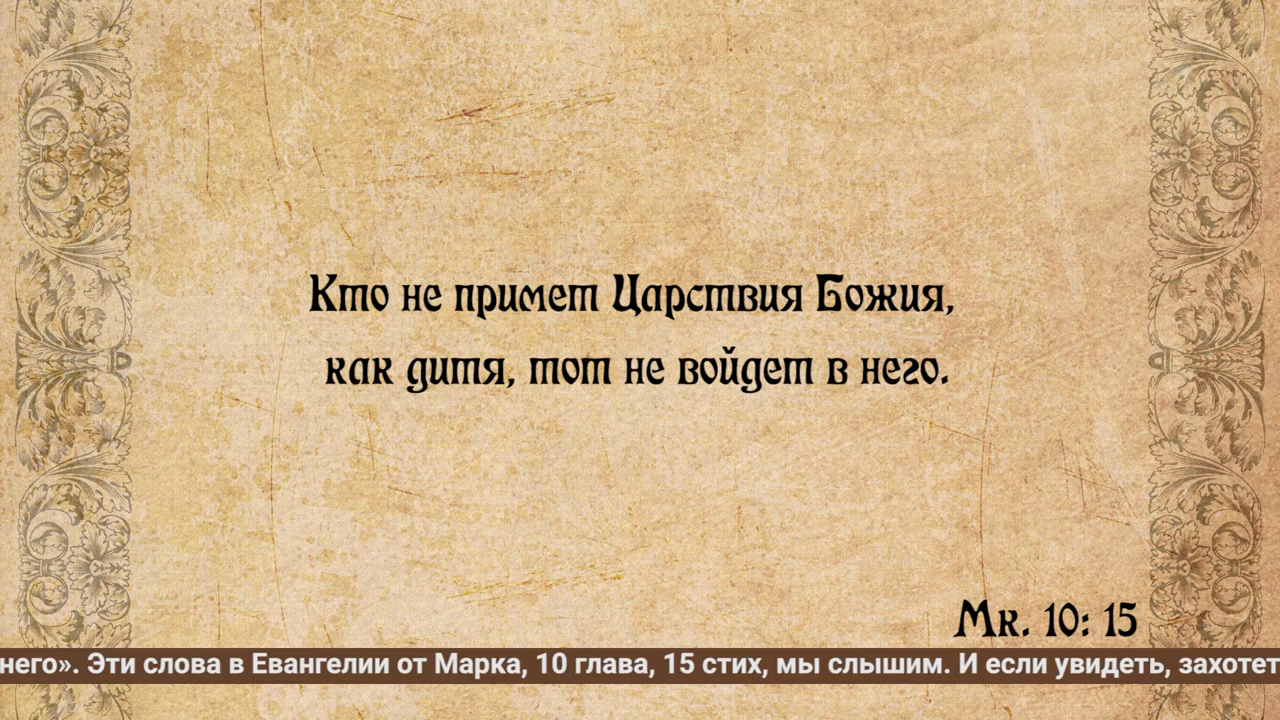 Кто не примет Царствия Божия,
как дитя, тот не войдет в него.
Мк. 10: 15
него». Эти слова в Евангелии от Марка, 10 глава, 15 стих, мы слышим. И если увидеть, захотет